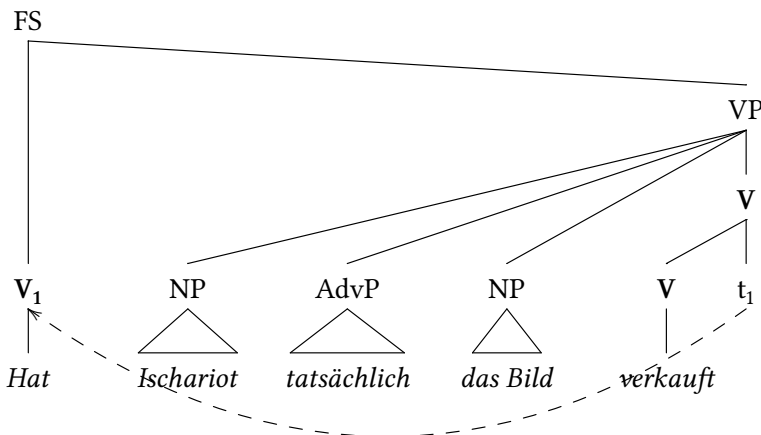 FS
VP
V
V₁ NP AdvP NP V t₁
Hat Ischariot tatsächlich das Bild verkauft